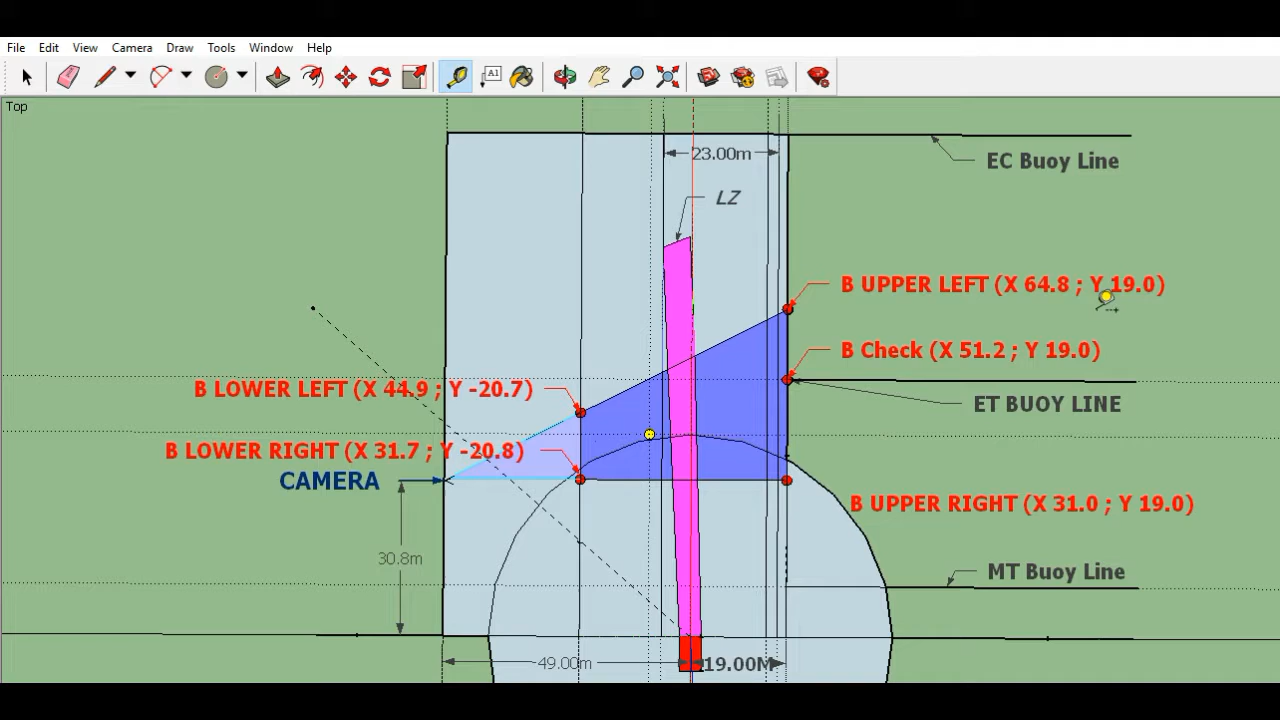 File Edit View Camera Draw Tools Window Help
A1
Top
EC Buoy Line
23.00m
LZ
B UPPER LEFT (X 64.8 ; Y 19.0)
B Check (X 51.2 ; Y 19.0)
B LOWER LEFT (X 44.9 ; Y -20.7)
ET BUOY LINE
B LOWER RIGHT (X 31.7 ; Y -20.8)
CAMERA
B UPPER RIGHT (X 31.0 ; Y 19.0)
30.8m
MT Buoy Line
49.00m
19.00M